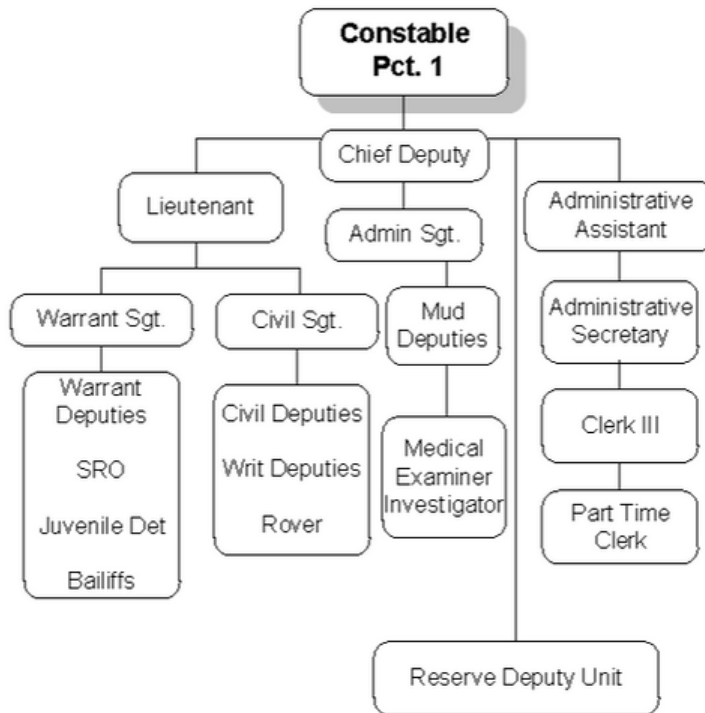 Constable
Pct. 1
Chief Deputy
Lieutenant
Admin Sgt.
Administrative
Assistant
Warrant Sgt.
Civil Sgt.
Mud
Deputies
Administrative
Secretary
Warrant
Deputies
SRO
Juvenile Det
Bailiffs
Civil Deputies
Writ Deputies
Rover
Medical
Examiner
Investigator
Clerk III
Part Time
Clerk
Reserve Deputy Unit